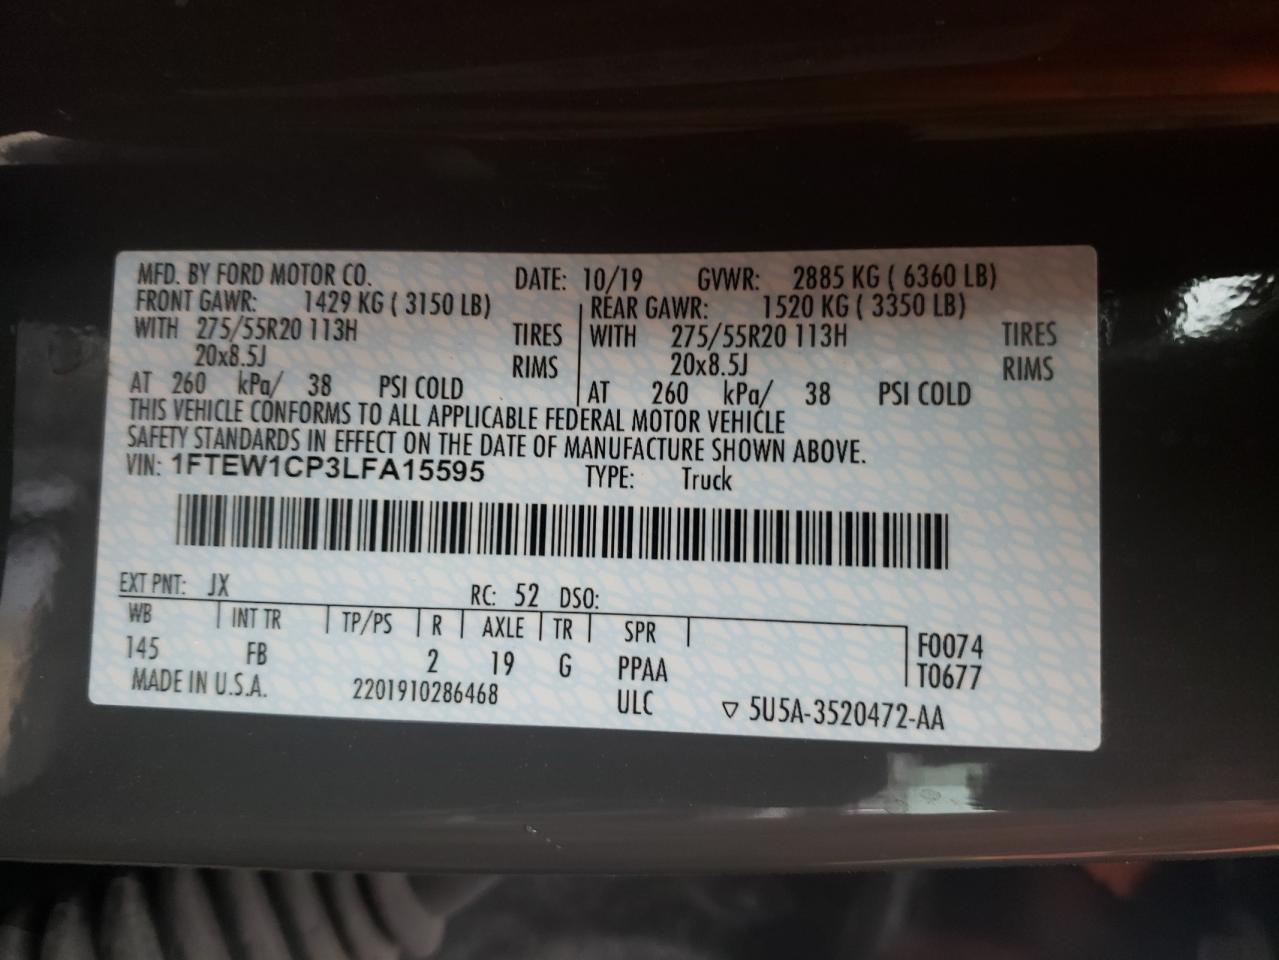 MFD. BY FORD MOTOR CO. DATE: 10/19 GVWR: 2885 KG ( 6360 LB)
FRONT GAWR: 1429 KG ( 3150 LB) REAR GAWR: 1520 KG ( 3350 LB)
WITH 275/55R20 113H TIRES WITH 275/55R20 113H TIRES
20x8.5J RIMS 20x8.5J RIMS
AT 260 kPa/ 38 PSI COLD AT 260 kPa/ 38 PSI COLD
THIS VEHICLE CONFORMS TO ALL APPLICABLE FEDERAL MOTOR VEHICLE
SAFETY STANDARDS IN EFFECT ON THE DATE OF MANUFACTURE SHOWN ABOVE.
VIN: 1FTEW1CP3LFA15595 TYPE: Truck
EXT PNT: JX RC: 52 DSO:
WB INT TR TP/PS R AXLE TR SPR F0074
145 FB 2 19 G PPAA T0677
MADE IN U.S.A. 2201910286468 ULC ▽ 5U5A-3520472-AA